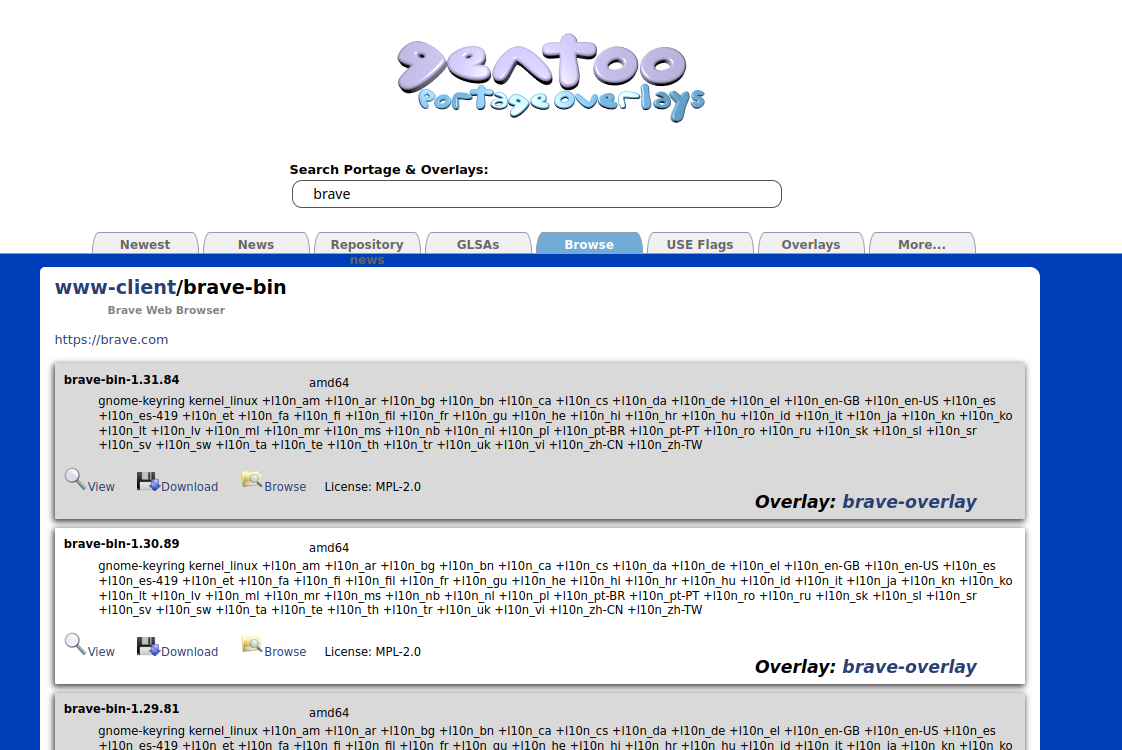 gentoo
portage overlays
Search Portage & Overlays:
brave
Newest
News
Repository news
GLSAs
Browse
USE Flags
Overlays
More...
www-client/brave-bin
Brave Web Browser
https://brave.com
brave-bin-1.31.84
amd64
gnome-keyring kernel_linux +l10n_am +l10n_ar +l10n_bg +l10n_bn +l10n_ca +l10n_cs +l10n_da +l10n_de +l10n_el +l10n_en-GB +l10n_en-US +l10n_es
+l10n_es-419 +l10n_et +l10n_fa +l10n_fi +l10n_fil +l10n_fr +l10n_gu +l10n_he +l10n_hi +l10n_hr +l10n_hu +l10n_id +l10n_it +l10n_ja +l10n_kn +l10n_ko
+l10n_lt +l10n_lv +l10n_ml +l10n_mr +l10n_ms +l10n_nb +l10n_nl +l10n_pl +l10n_pt-BR +l10n_pt-PT +l10n_ro +l10n_ru +l10n_sk +l10n_sl +l10n_sr
+l10n_sv +l10n_sw +l10n_ta +l10n_te +l10n_th +l10n_tr +l10n_uk +l10n_vi +l10n_zh-CN +l10n_zh-TW
View Download Browse License: MPL-2.0
Overlay: brave-overlay
brave-bin-1.30.89
amd64
gnome-keyring kernel_linux +l10n_am +l10n_ar +l10n_bg +l10n_bn +l10n_ca +l10n_cs +l10n_da +l10n_de +l10n_el +l10n_en-GB +l10n_en-US +l10n_es
+l10n_es-419 +l10n_et +l10n_fa +l10n_fi +l10n_fil +l10n_fr +l10n_gu +l10n_he +l10n_hi +l10n_hr +l10n_hu +l10n_id +l10n_it +l10n_ja +l10n_kn +l10n_ko
+l10n_lt +l10n_lv +l10n_ml +l10n_mr +l10n_ms +l10n_nb +l10n_nl +l10n_pl +l10n_pt-BR +l10n_pt-PT +l10n_ro +l10n_ru +l10n_sk +l10n_sl +l10n_sr
+l10n_sv +l10n_sw +l10n_ta +l10n_te +l10n_th +l10n_tr +l10n_uk +l10n_vi +l10n_zh-CN +l10n_zh-TW
View Download Browse License: MPL-2.0
Overlay: brave-overlay
brave-bin-1.29.81
amd64
gnome-keyring kernel_linux +l10n_am +l10n_ar +l10n_bg +l10n_bn +l10n_ca +l10n_cs +l10n_da +l10n_de +l10n_el +l10n_en-GB +l10n_en-US +l10n_es
+l10n_es-419 +l10n_et +l10n_fa +l10n_fi +l10n_fil +l10n_fr +l10n_gu +l10n_he +l10n_hi +l10n_hr +l10n_hu +l10n_id +l10n_it +l10n_ja +l10n_kn +l10n_ko